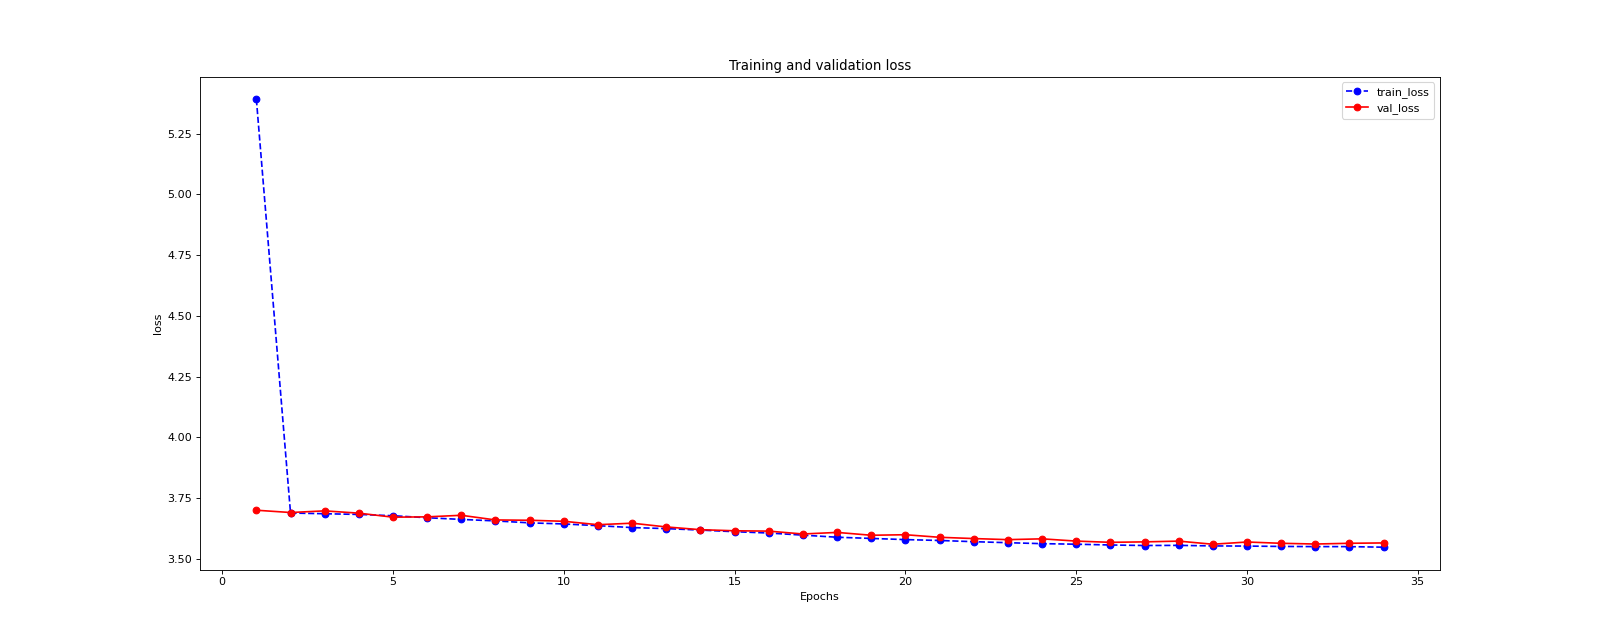 Training and validation loss
train_loss
val_loss
5.25
5.00
4.75
4.50
4.25
4.00
3.75
3.50
loss
0 5 10 15 20 25 30 35
Epochs